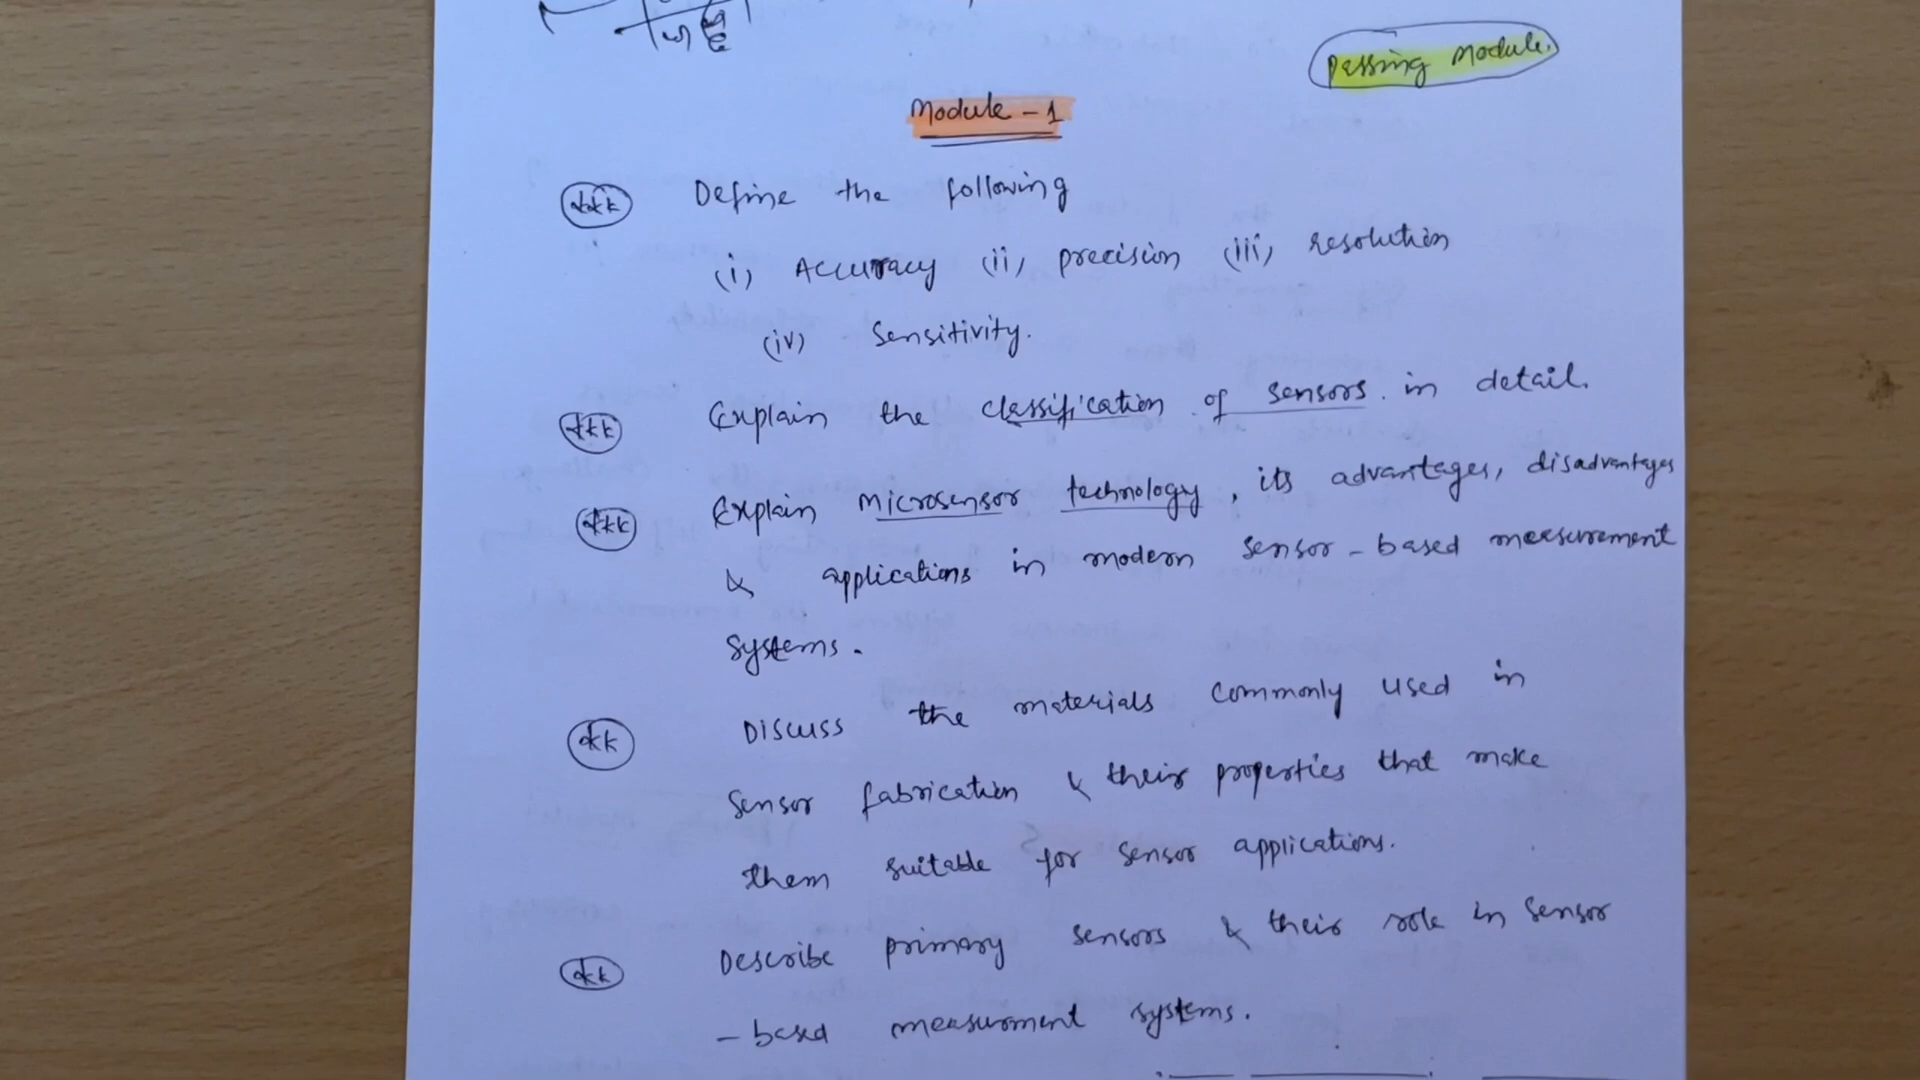 passing module.
Module - 1
Define the following
(i) Accuracy (ii) precision (iii) resolution
(iv) Sensitivity.
Explain the classification of sensors in detail.
Explain microsensor technology, its advantages, disadvantages
& applications in modern sensor-based measurement
systems.
Discuss the materials commonly used in
sensor fabrication & their properties that make
them suitable for sensor applications.
Describe primary sensors & their role in sensor
- based measurment systems.